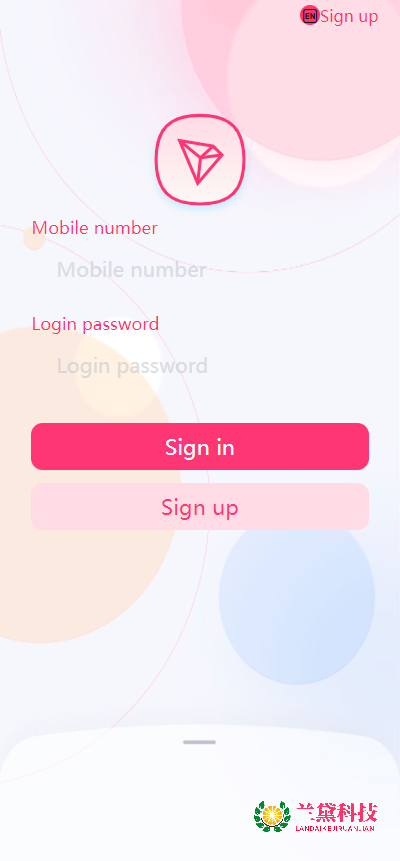 EN Sign up
Mobile number
Mobile number
Login password
Login password
Sign in
Sign up
兰黛科技
LANDAIKEJIRUANJIAN